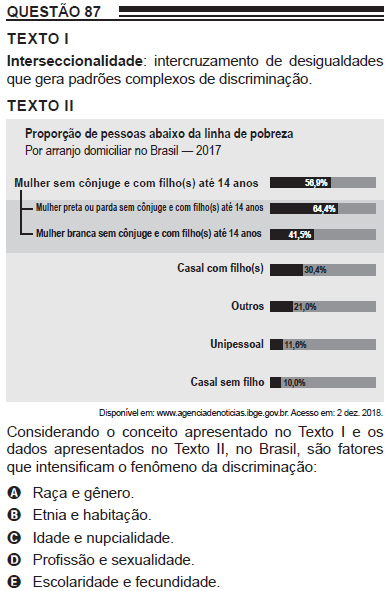 QUESTÃO 87
TEXTO I
Interseccionalidade: intercruzamento de desigualdades
que gera padrões complexos de discriminação.
TEXTO II
Proporção de pessoas abaixo da linha de pobreza
Por arranjo domiciliar no Brasil — 2017
Mulher sem cônjuge e com filho(s) até 14 anos 56,9%
Mulher preta ou parda sem cônjuge e com filho(s) até 14 anos 64,4%
Mulher branca sem cônjuge e com filho(s) até 14 anos 41,5%
Casal com filho(s) 30,4%
Outros 21,0%
Unipessoal 11,6%
Casal sem filho 10,0%
Disponível em: www.agenciadenoticias.ibge.gov.br. Acesso em: 2 dez. 2018.
Considerando o conceito apresentado no Texto I e os
dados apresentados no Texto II, no Brasil, são fatores
que intensificam o fenômeno da discriminação:
A Raça e gênero.
B Etnia e habitação.
C Idade e nupcialidade.
D Profissão e sexualidade.
E Escolaridade e fecundidade.